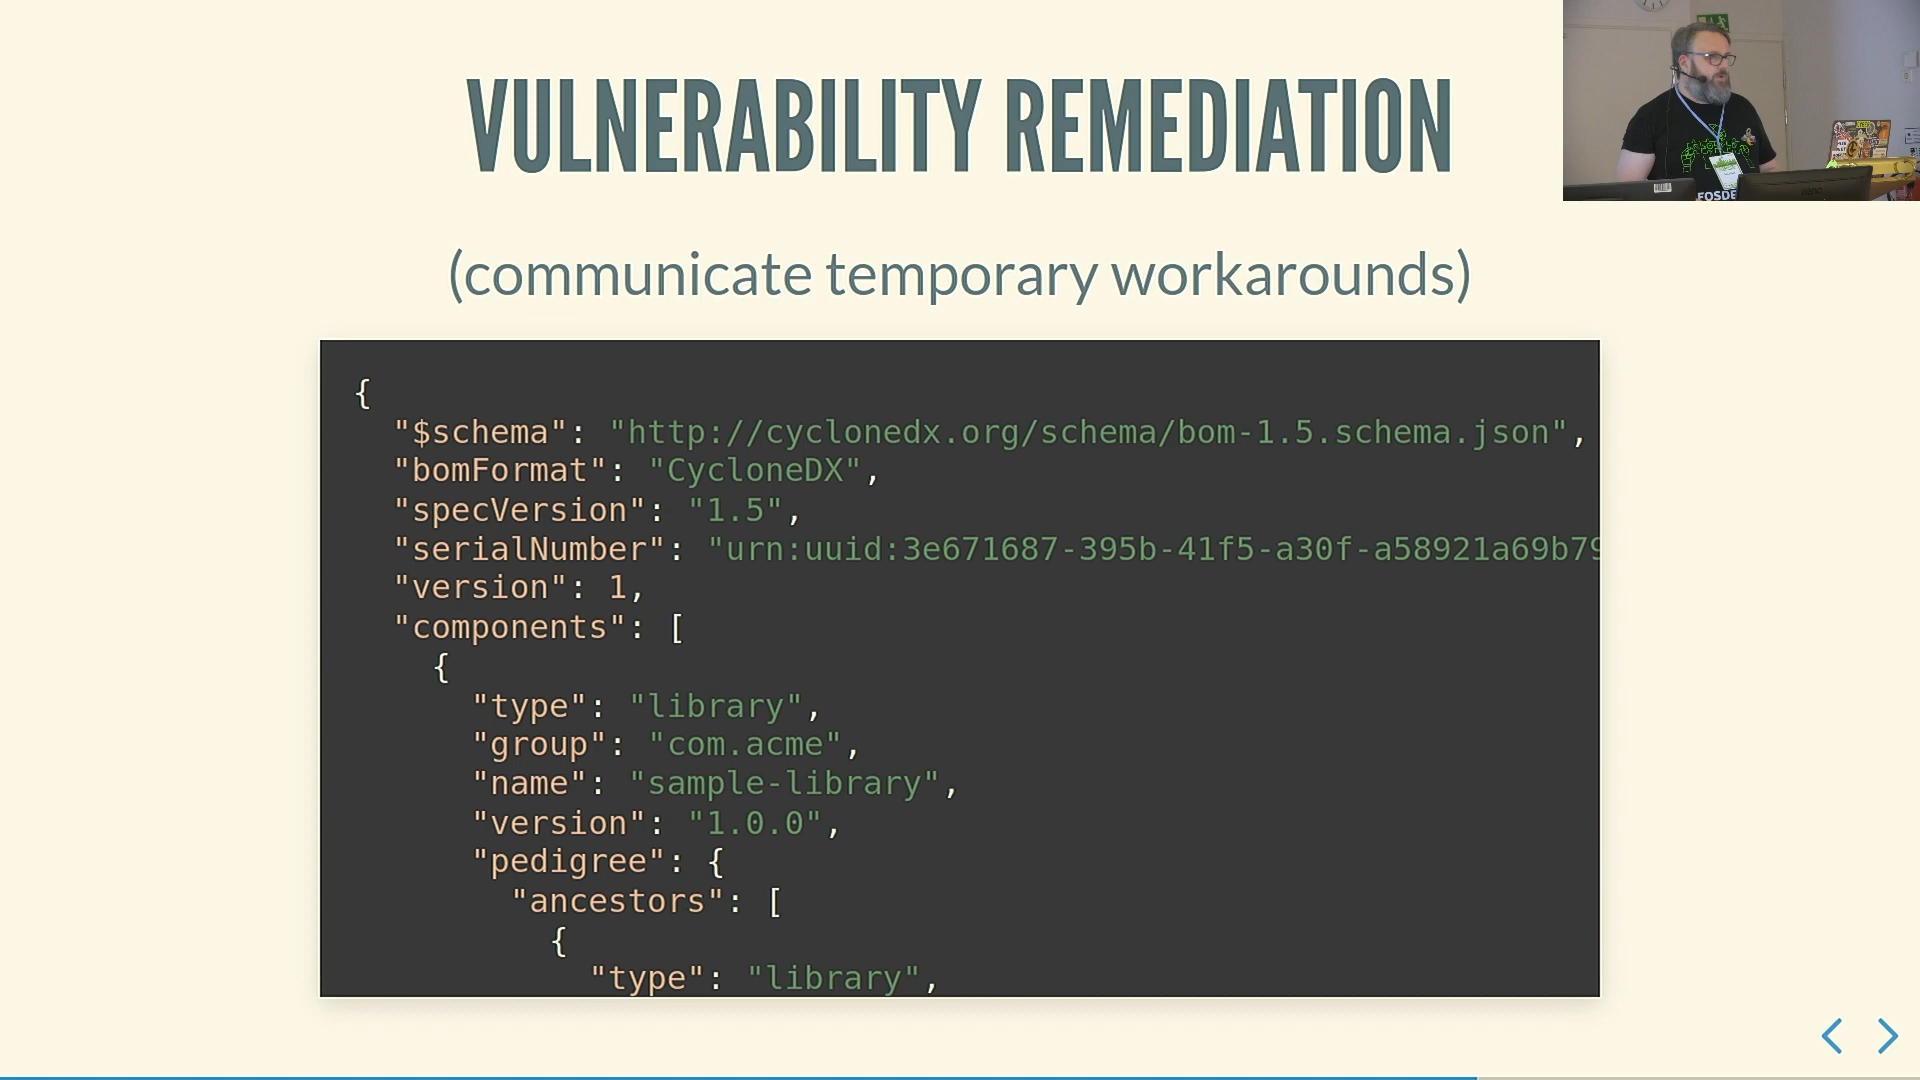 VULNERABILITY REMEDIATION
(communicate temporary workarounds)
{
"$schema": "http://cyclonedx.org/schema/bom-1.5.schema.json",
"bomFormat": "CycloneDX",
"specVersion": "1.5",
"serialNumber": "urn:uuid:3e671687-395b-41f5-a30f-a58921a69b79
"version": 1,
"components": [
{
"type": "library",
"group": "com.acme",
"name": "sample-library",
"version": "1.0.0",
"pedigree": {
"ancestors": [
{
"type": "library",
FOSDE